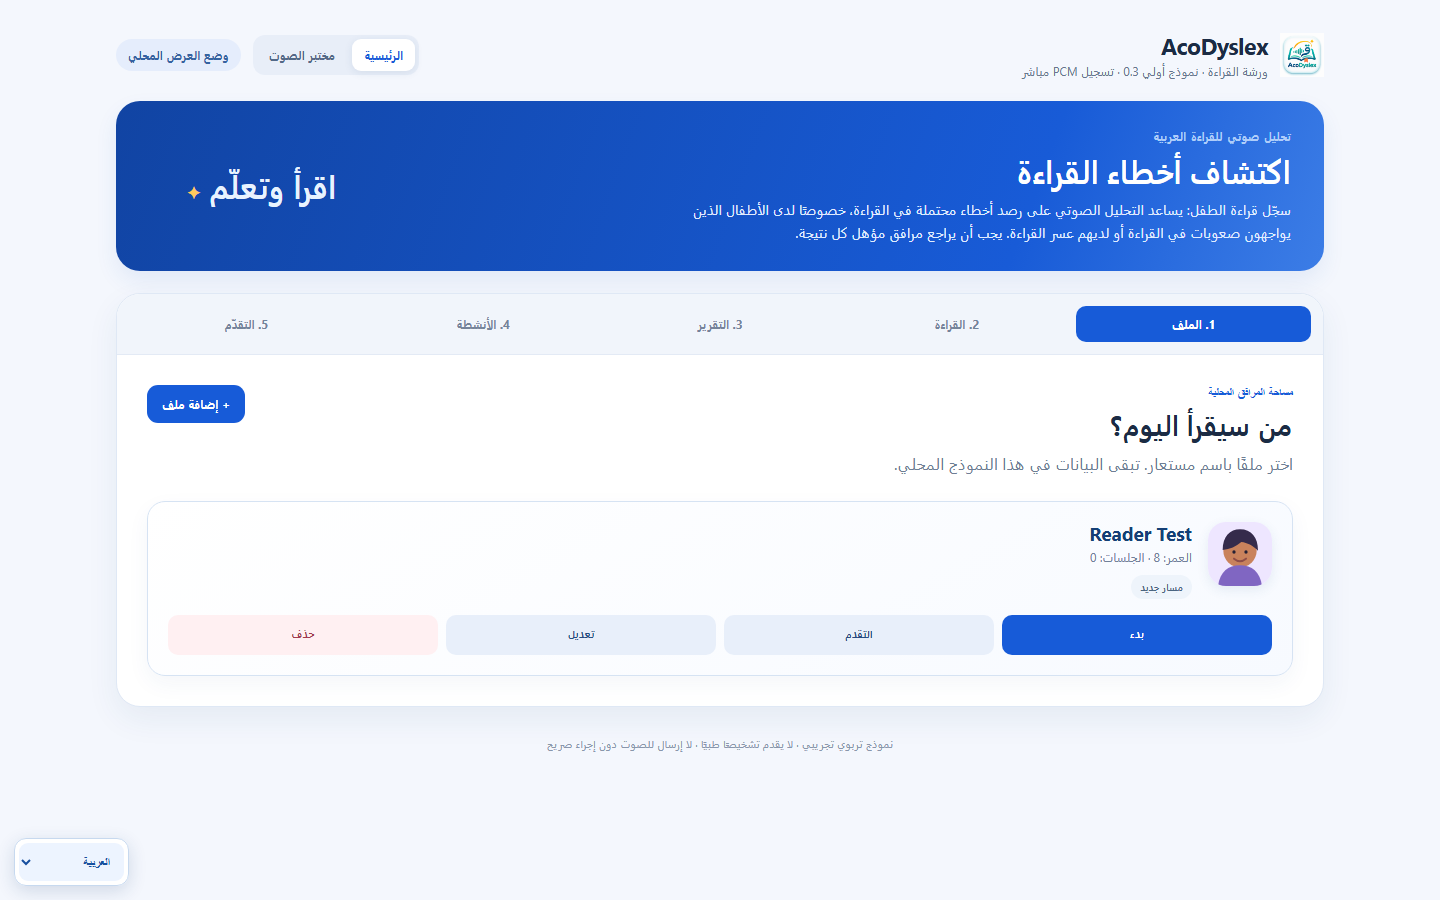 AcoDyslex
AcoDyslex
ورشة القراءة · نموذج أولي 0.3 · تسجيل PCM مباشر
الرئيسية
مختبر الصوت
وضع العرض المحلي
تحليل صوتي للقراءة العربية
اكتشاف أخطاء القراءة
سجّل قراءة الطفل: يساعد التحليل الصوتي على رصد أخطاء محتملة في القراءة، خصوصًا لدى الأطفال الذين
يواجهون صعوبات في القراءة أو لديهم عسر القراءة. يجب أن يراجع مرافق مؤهل كل نتيجة.
اقرأ وتعلّم
1. الملف
2. القراءة
3. التقرير
4. الأنشطة
5. التقدّم
مساحة المرافق المحلية
من سيقرأ اليوم؟
اختر ملفًا باسم مستعار. تبقى البيانات في هذا النموذج المحلي.
+ إضافة ملف
Reader Test
العمر: 8 · الجلسات: 0
مسار جديد
بدء
التقدم
تعديل
حذف
نموذج تربوي تجريبي · لا يقدم تشخيصًا طبيًا · لا إرسال للصوت دون إجراء صريح
العربية